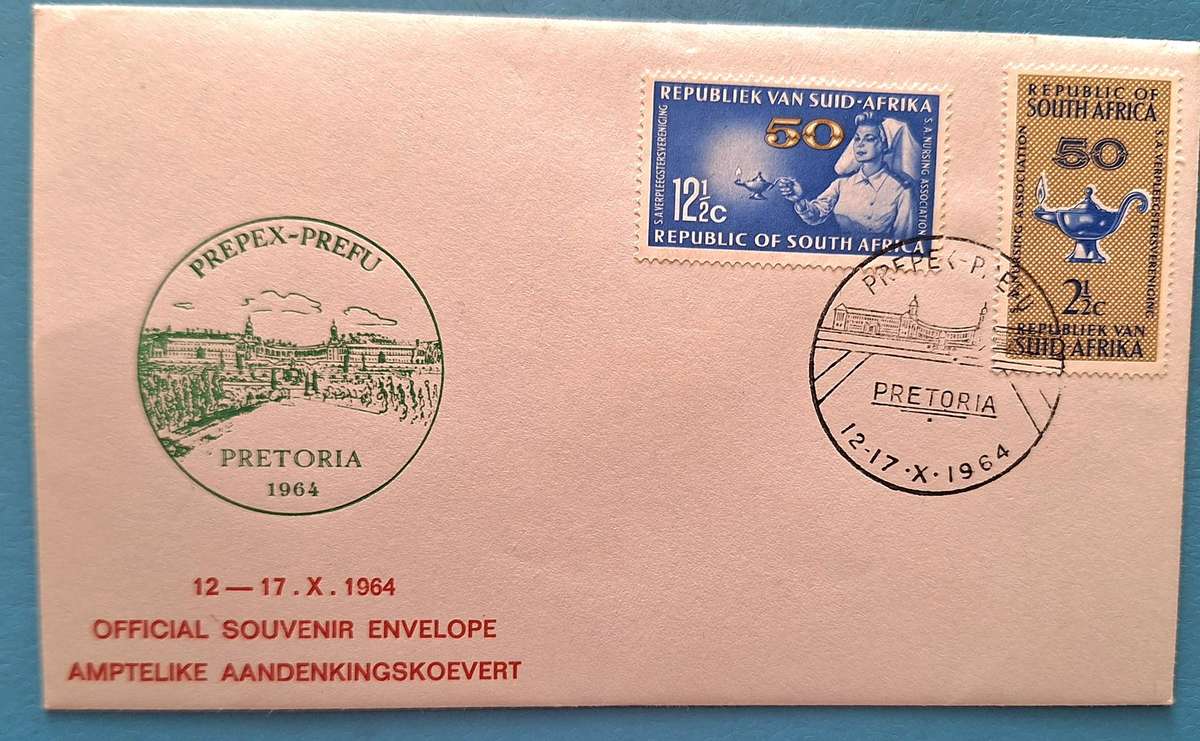 REPUBLIEK VAN SUID-AFRIKA
50
S.A. VERPLEEGSTERSVERENIGING
S.A. NURSING ASSOCIATION
12½c
REPUBLIC OF SOUTH AFRICA
REPUBLIC OF
SOUTH AFRICA
50
NURSING ASSOCIATION
S.A. VERPLEEGSTERSVERENIGING
2½c
REPUBLIEK VAN
SUID AFRIKA
PREPEX-PREFU
PRETORIA
1964
PRETORIA
12-17.X.1964
12 — 17 . X . 1964
OFFICIAL SOUVENIR ENVELOPE
AMPTELIKE AANDENKINGSKOEVERT